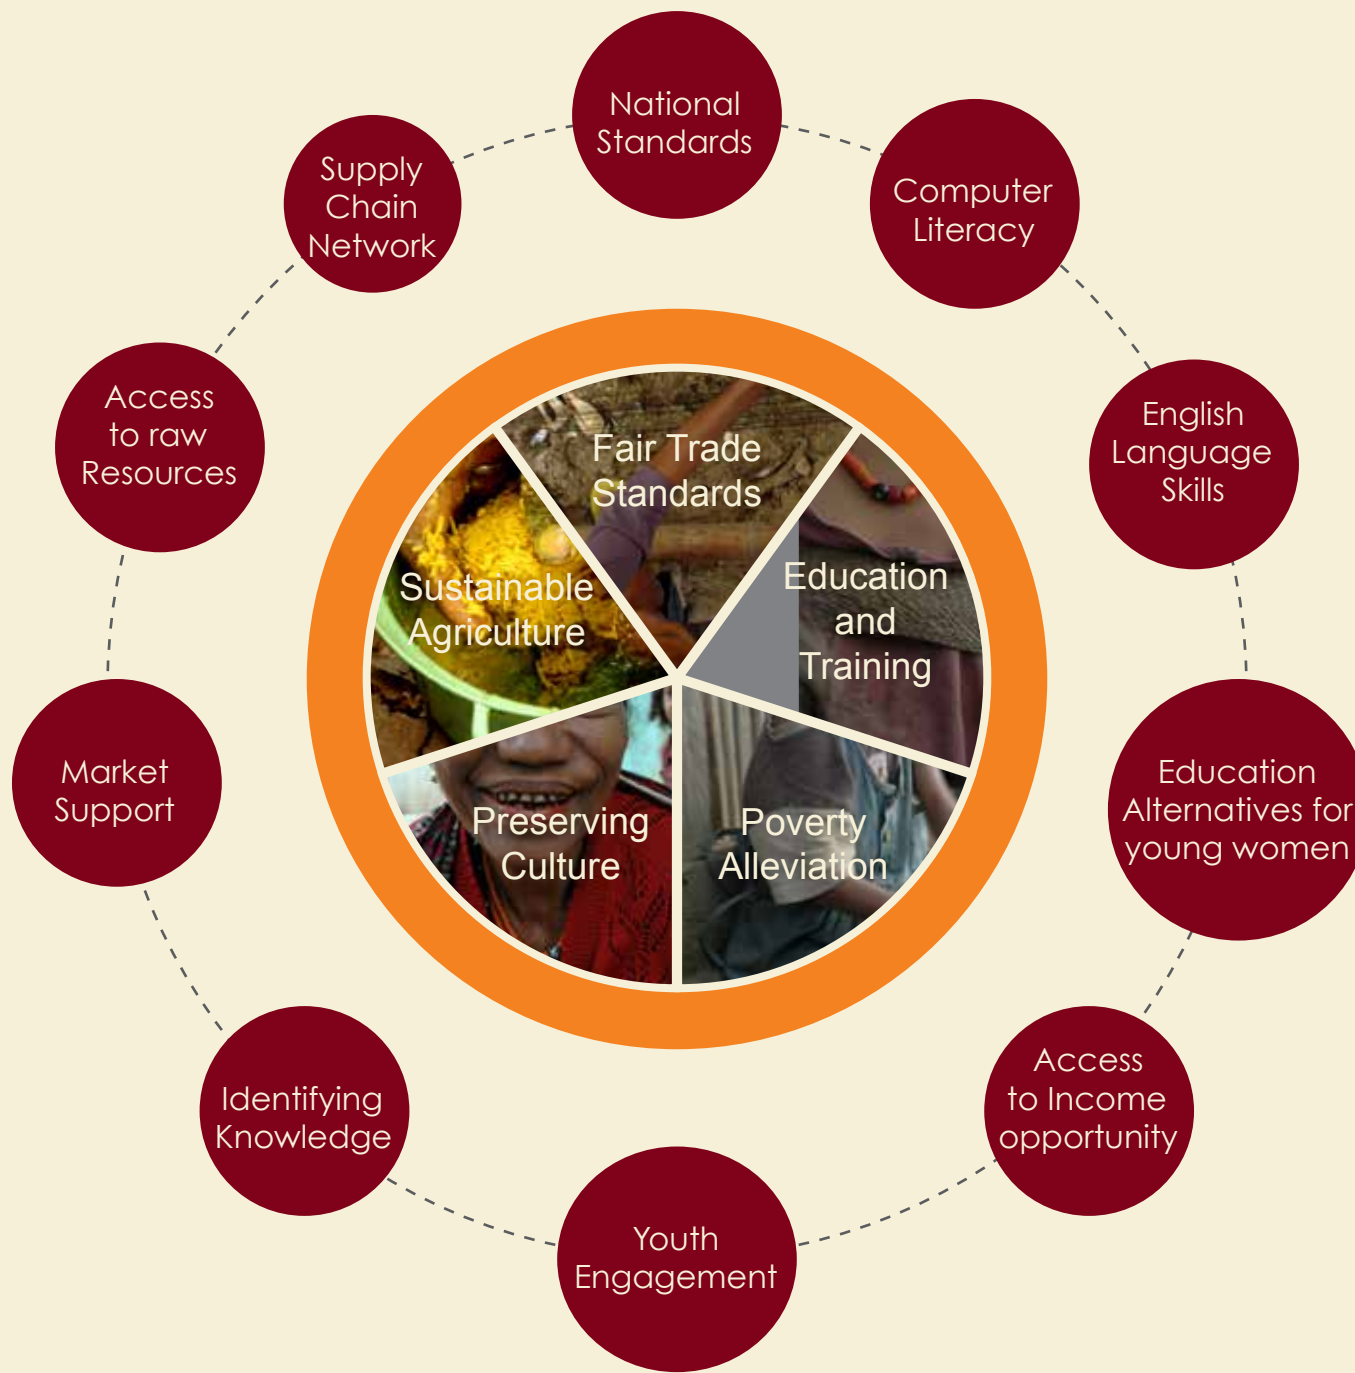 National
Standards
Computer
Literacy
English
Language
Skills
Education
Alternatives for
young women
Access
to Income
opportunity
Youth
Engagement
Identifying
Knowledge
Market
Support
Access
to raw
Resources
Supply
Chain
Network
Fair Trade
Standards
Education
and
Training
Poverty
Alleviation
Preserving
Culture
Sustainable
Agriculture